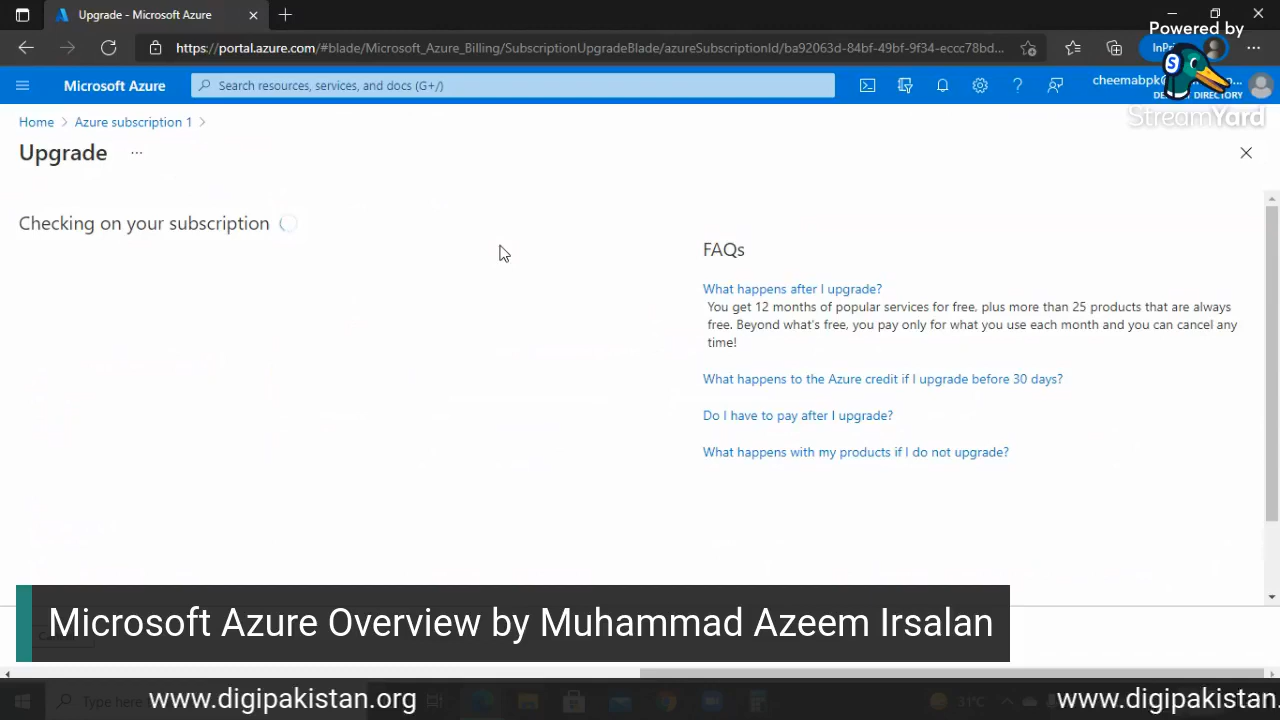 Upgrade - Microsoft Azure
Powered by
https://portal.azure.com/#blade/Microsoft_Azure_Billing/SubscriptionUpgradeBlade/azureSubscriptionId/ba92063d-84bf-49bf-9f34-eccc78bd...
Microsoft Azure
Search resources, services, and docs (G+/)
StreamYard
Home > Azure subscription 1 >
Upgrade ...
Checking on your subscription
FAQs
What happens after I upgrade?
You get 12 months of popular services for free, plus more than 25 products that are always
free. Beyond what's free, you pay only for what you use each month and you can cancel any
time!
What happens to the Azure credit if I upgrade before 30 days?
Do I have to pay after I upgrade?
What happens with my products if I do not upgrade?
Microsoft Azure Overview by Muhammad Azeem Irsalan
Type here
31°C
www.digipakistan.org
www.digipakistan.